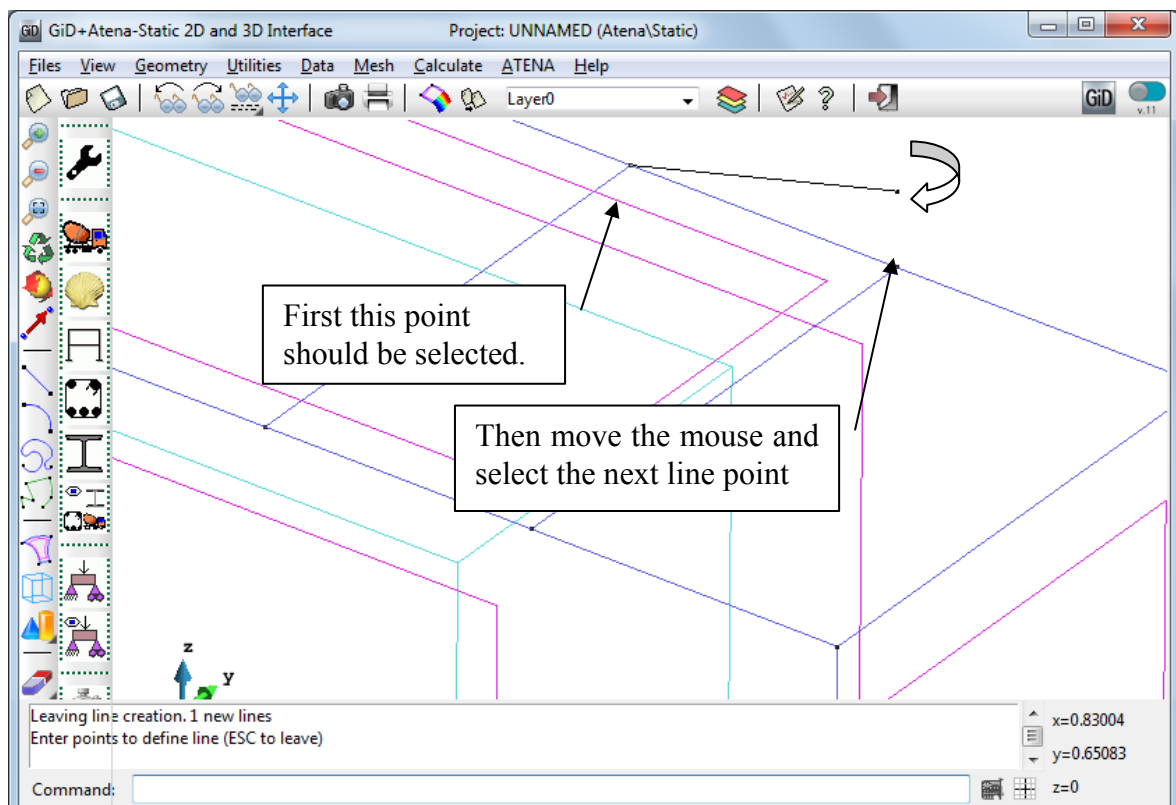 GiD GiD+Atena-Static 2D and 3D Interface Project: UNNAMED (Atena\Static)
Files View Geometry Utilities Data Mesh Calculate ATENA Help
Layer0
GiD
v.11
First this point
should be selected.
Then move the mouse and
select the next line point
z
y
Leaving line creation. 1 new lines
Enter points to define line (ESC to leave)
x=0.83004
y=0.65083
z=0
Command: